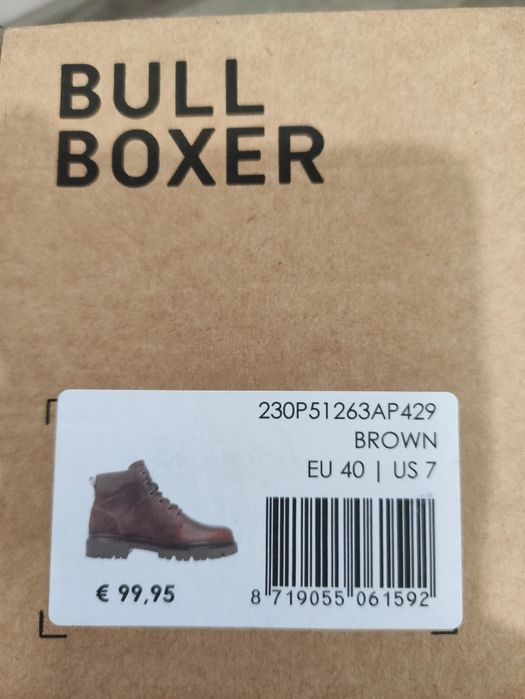 BULL
BOXER
230P51263AP429
BROWN
EU 40 | US 7
€ 99,95
8 719055 061592